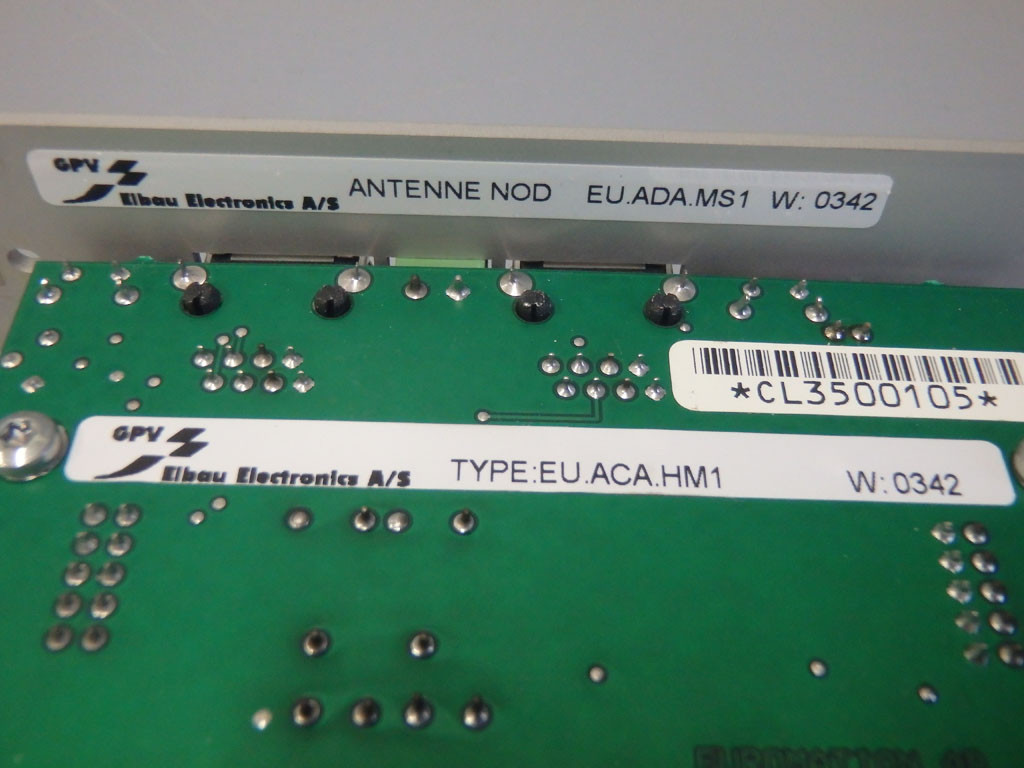 GPV
Elbau Electronics A/S ANTENNE NOD EU.ADA.MS1 W: 0342
*CL3500105*
GPV
Elbau Electronics A/S TYPE:EU.ACA.HM1 W: 0342